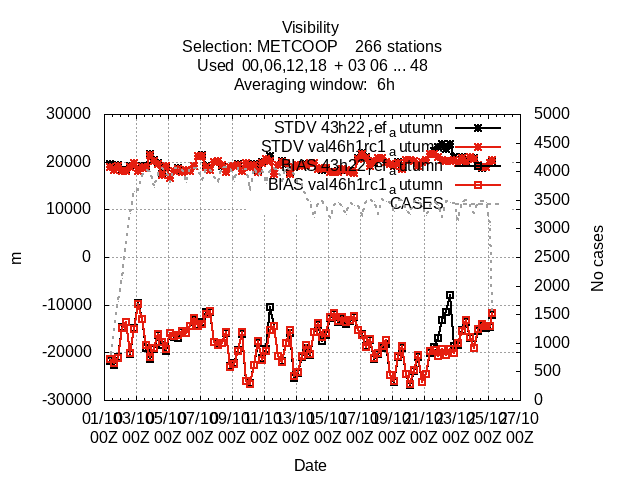 Visibility
Selection: METCOOP    266 stations
Used  00,06,12,18  + 03 06 ... 48
Averaging window:  6h
STDV 43h22_ref_autumn
STDV val46h1rc1_autumn
BIAS 43h22_ref_autumn
BIAS val46h1rc1_autumn
CASES
30000
20000
10000
0
-10000
-20000
-30000
m
5000
4500
4000
3500
3000
2500
2000
1500
1000
500
0
No cases
01/10 03/10 05/10 07/10 09/10 11/10 13/10 15/10 17/10 19/10 21/10 23/10 25/10 27/10
00Z 00Z 00Z 00Z 00Z 00Z 00Z 00Z 00Z 00Z 00Z 00Z 00Z 00Z
Date